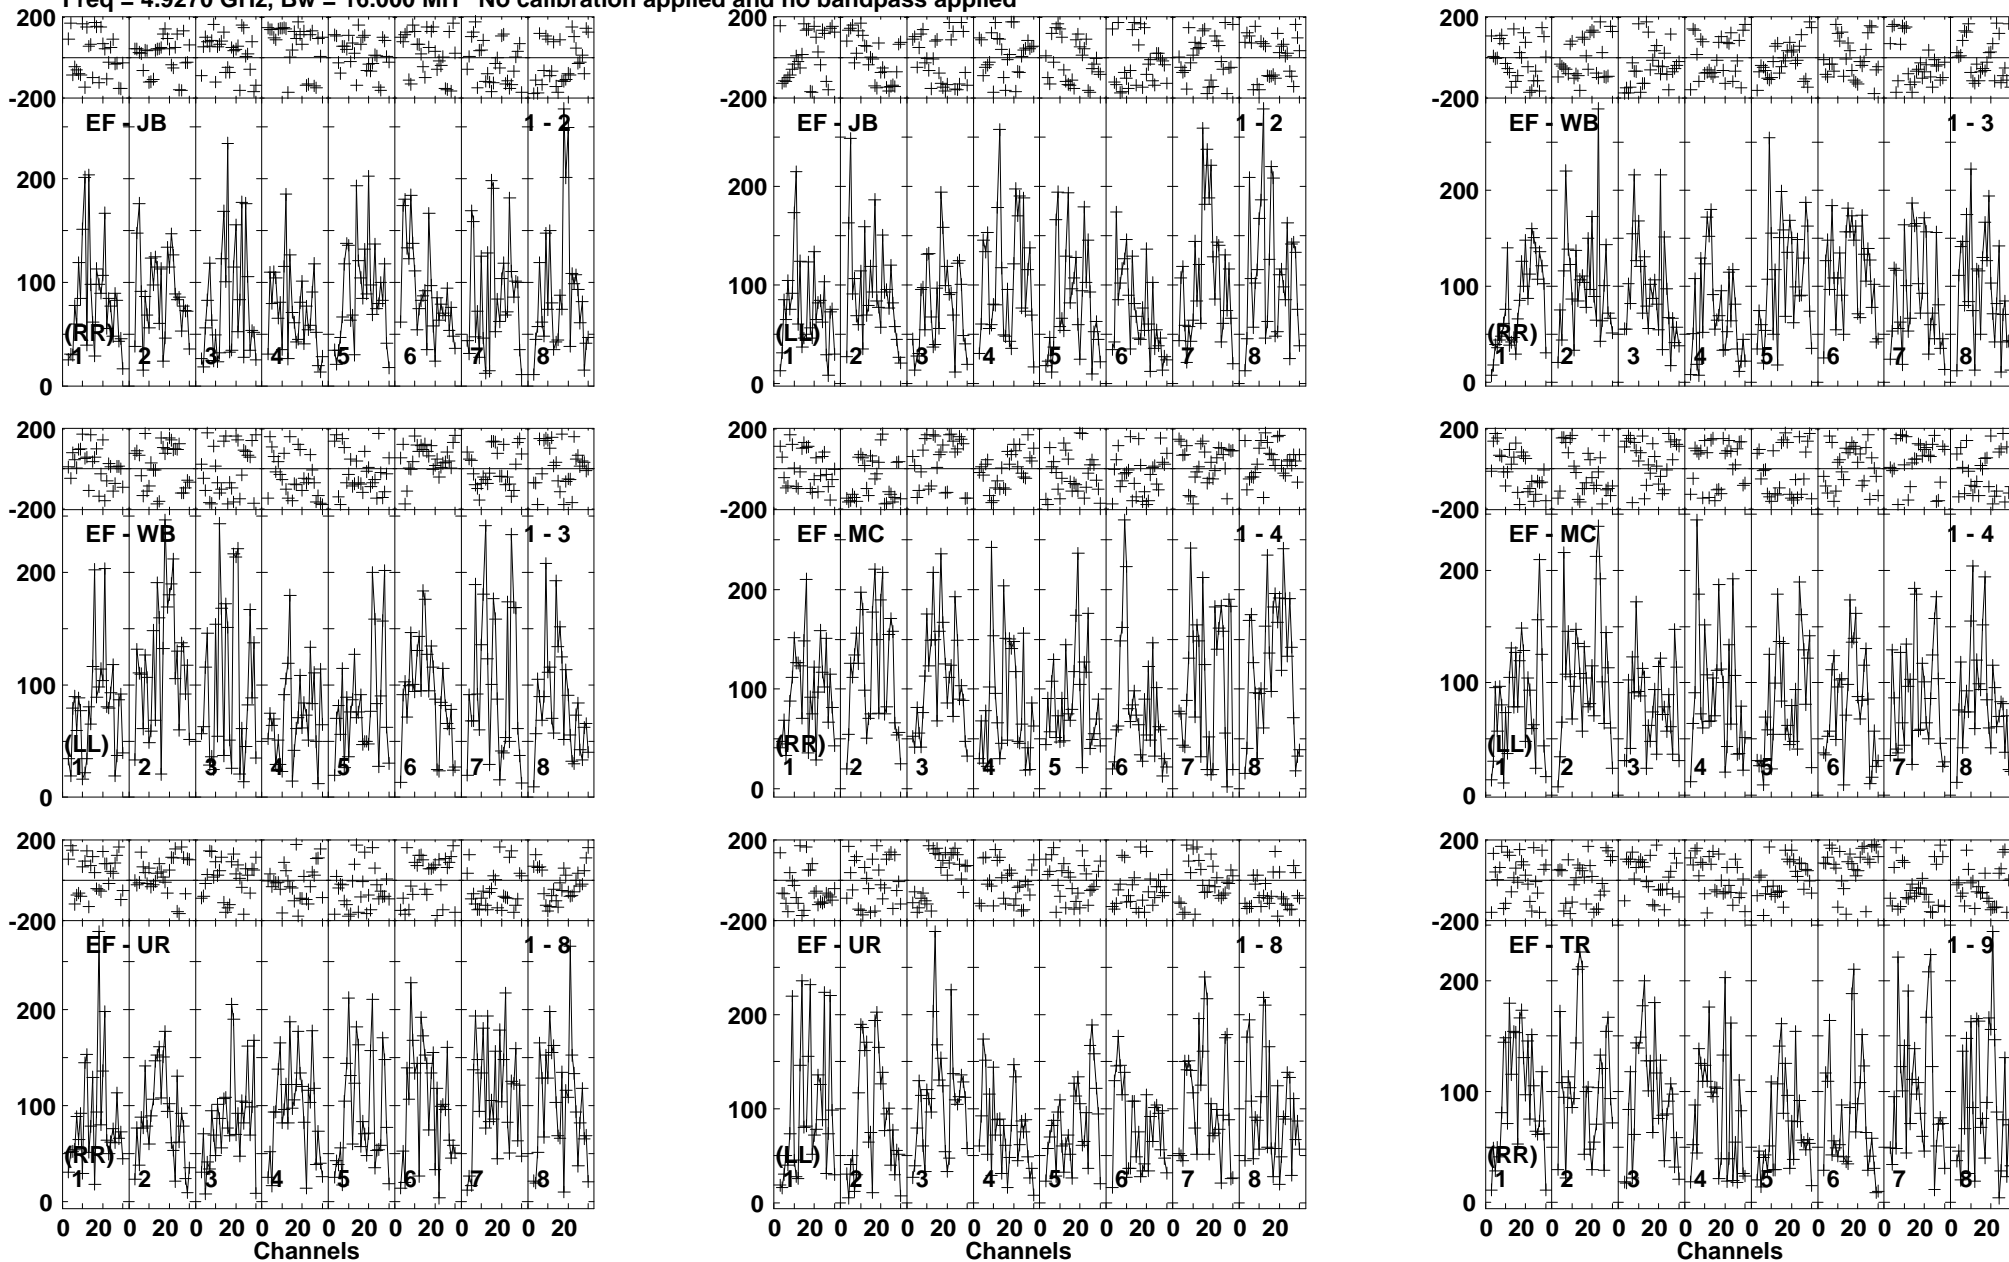 Freq = 4.9270 GHz, Bw = 16.000 MH No calibration applied and no bandpass applied
200 200 200
-200 -200 -200
EF - JB 1 - 2 EF - JB 1 - 2 EF - WB 1 - 3
200 200 200
100 100 100
(RR) (LL) (RR)
1 2 3 4 5 6 7 8 1 2 3 4 5 6 7 8 1 2 3 4 5 6 7 8
0 0 0
200 200 200
-200 -200 -200
EF - WB 1 - 3 EF - MC 1 - 4 EF - MC 1 - 4
200 200 200
100 100 100
(LL) (RR) (LL)
1 2 3 4 5 6 7 8 1 2 3 4 5 6 7 8 1 2 3 4 5 6 7 8
0 0 0
200 200 200
-200 -200 -200
EF - UR 1 - 8 EF - UR 1 - 8 EF - TR 1 - 9
200 200 200
100 100 100
(RR) (LL) (RR)
1 2 3 4 5 6 7 8 1 2 3 4 5 6 7 8 1 2 3 4 5 6 7 8
0 0 0
0 20 0 20 0 20 0 20 0 20 0 20 0 20 0 20 0 20 0 20 0 20 0 20 0 20 0 20 0 20 0 20 0 20 0 20 0 20 0 20 0 20 0 20 0 20 0 20
Channels Channels Channels